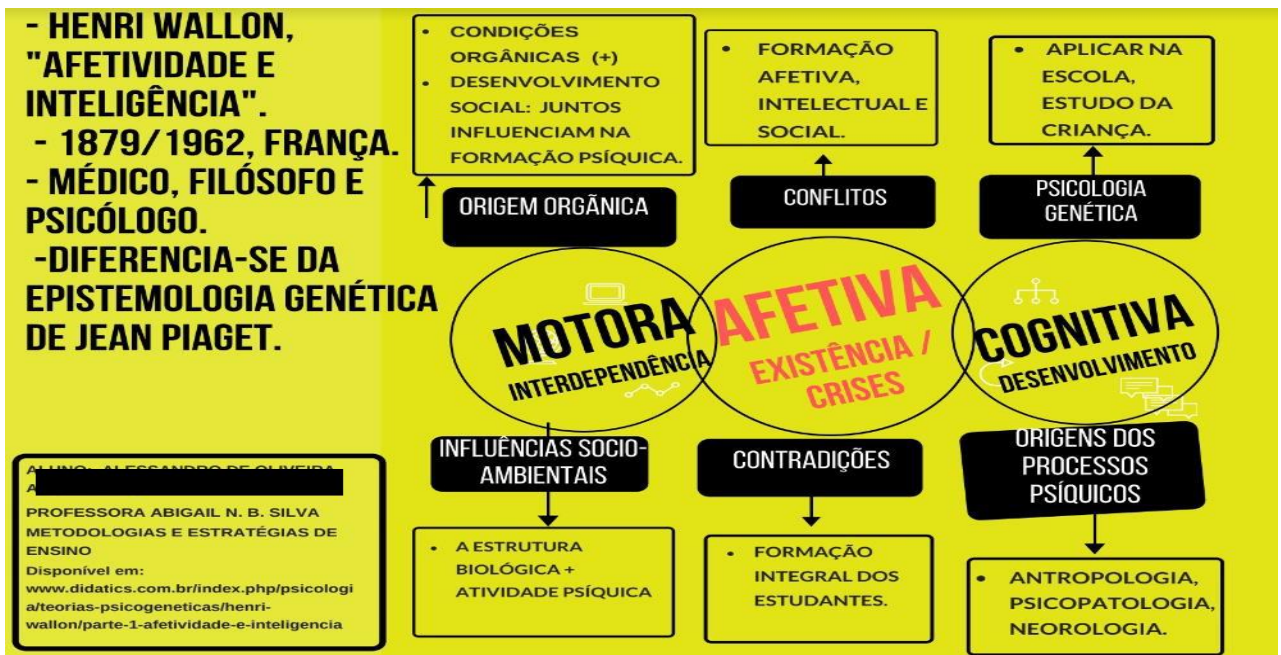 - HENRI WALLON,
"AFETIVIDADE E
INTELIGÊNCIA".
- 1879/1962, FRANÇA.
- MÉDICO, FILÓSOFO E
PSICÓLOGO.
-DIFERENCIA-SE DA
EPISTEMOLOGIA GENÉTICA
DE JEAN PIAGET.
• CONDIÇÕES
ORGÂNICAS (+)
• DESENVOLVIMENTO
SOCIAL: JUNTOS
INFLUENCIAM NA
FORMAÇÃO PSÍQUICA.
• FORMAÇÃO
AFETIVA,
INTELECTUAL E
SOCIAL.
• APLICAR NA
ESCOLA,
ESTUDO DA
CRIANÇA.
ORIGEM ORGÃNICA
CONFLITOS
PSICOLOGIA
GENÉTICA
MOTORA
INTERDEPENDÊNCIA
AFETIVA
EXISTÊNCIA /
CRISES
COGNITIVA
DESENVOLVIMENTO
INFLUÊNCIAS SOCIO-
AMBIENTAIS
CONTRADIÇÕES
ORIGENS DOS
PROCESSOS
PSÍQUICOS
• A ESTRUTURA
BIOLÓGICA +
ATIVIDADE PSÍQUICA
• FORMAÇÃO
INTEGRAL DOS
ESTUDANTES.
• ANTROPOLOGIA,
PSICOPATOLOGIA,
NEOROLOGIA.
PROFESSORA ABIGAIL N. B. SILVA
METODOLOGIAS E ESTRATÉGIAS DE
ENSINO
Disponível em:
www.didatics.com.br/index.php/psicologi
a/teorias-psicogeneticas/henri-
wallon/parte-1-afetividade-e-inteligencia